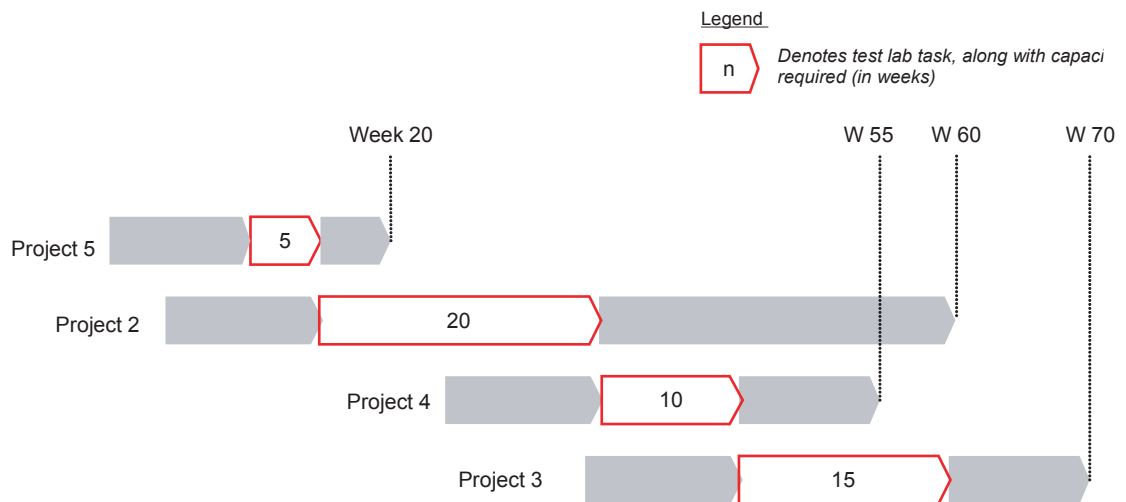 Legend
n
Denotes test lab task, along with capaci
required (in weeks)
Week 20
W 55
W 60
W 70
Project 5
5
Project 2
20
Project 4
10
Project 3
15